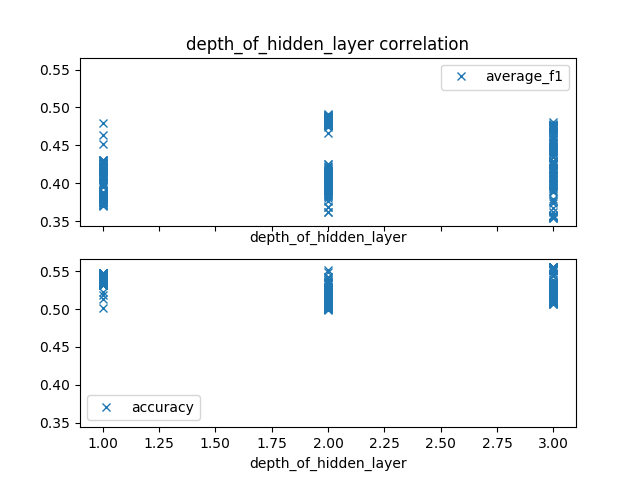 depth_of_hidden_layer correlation
0.55
0.50
0.45
0.40
0.35
average_f1
depth_of_hidden_layer
0.55
0.50
0.45
0.40
0.35
accuracy
1.00 1.25 1.50 1.75 2.00 2.25 2.50 2.75 3.00
depth_of_hidden_layer